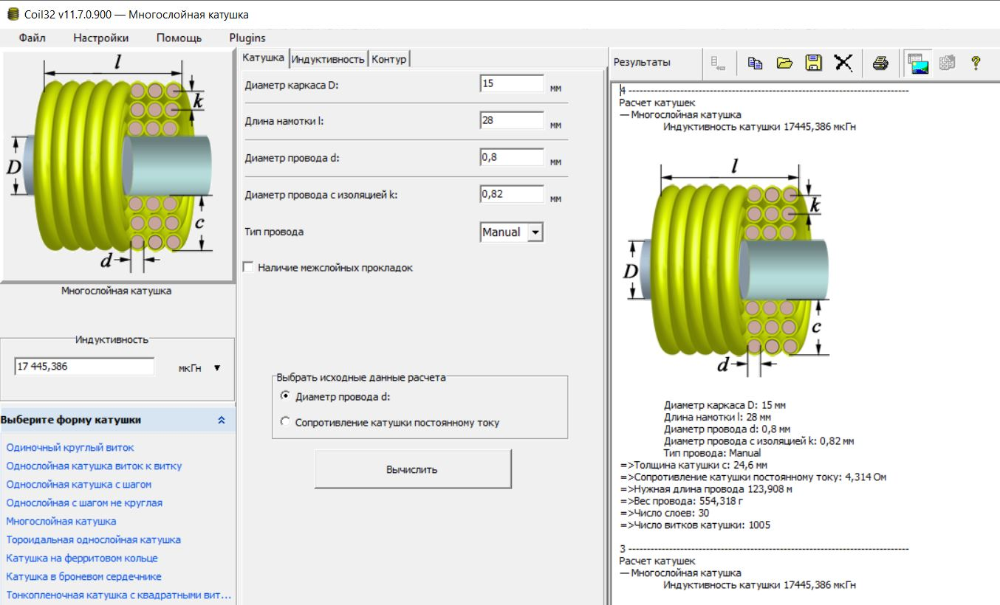 Coil32 v11.7.0.900 — Многослойная катушка
Файл Настройки Помощь Plugins
l
k
D
c
d
Многослойная катушка
Индуктивность
17 445,386 мкГн ▼
Выберите форму катушки
Одиночный круглый виток
Однослойная катушка виток к витку
Однослойная катушка с шагом
Однослойная с шагом не круглая
Многослойная катушка
Тороидальная однослойная катушка
Катушка на ферритовом кольце
Катушка в броневом сердечнике
Тонкопленочная катушка с квадратными вит...
Катушка Индуктивность Контур
Диаметр каркаса D: 15 мм
Длина намотки l: 28 мм
Диаметр провода d: 0,8 мм
Диаметр провода с изоляцией k: 0,82 мм
Тип провода Manual
Наличие межслойных прокладок
Выбрать исходные данные расчета
Диаметр провода d:
Сопротивление катушки постоянному току
Вычислить
Результаты
?
4 --------------------------------------------------------------------------
Расчет катушек
— Многослойная катушка
Индуктивность катушки 17445,386 мкГн
l
k
D
c
d
Диаметр каркаса D: 15 мм
Длина намотки l: 28 мм
Диаметр провода d: 0,8 мм
Диаметр провода с изоляцией k: 0,82 мм
Тип провода: Manual
=>Толщина катушки c: 24,6 мм
=>Сопротивление катушки постоянному току: 4,314 Ом
=>Нужная длина провода 123,908 м
=>Вес провода: 554,318 г
=>Число слоев: 30
=>Число витков катушки: 1005
3 --------------------------------------------------------------------------
Расчет катушек
— Многослойная катушка
Индуктивность катушки 17445,386 мкГн